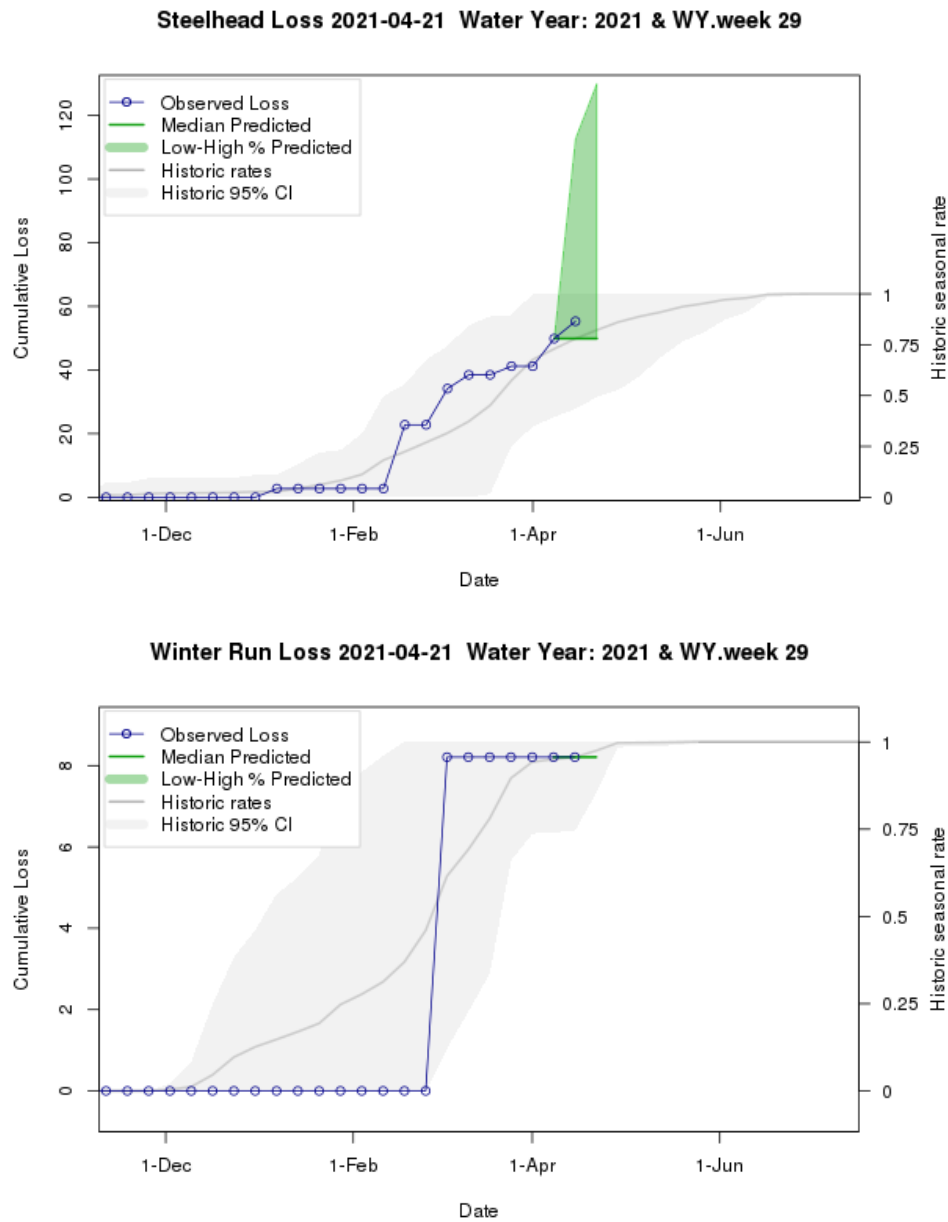 Steelhead Loss 2021-04-21 Water Year: 2021 & WY.week 29
Observed Loss
Median Predicted
Low-High % Predicted
Historic rates
Historic 95% CI
Cumulative Loss
120
100
80
60
40
20
0
Historic seasonal rate
1
0.75
0.5
0.25
0
1-Dec
1-Feb
1-Apr
1-Jun
Date
Winter Run Loss 2021-04-21 Water Year: 2021 & WY.week 29
Observed Loss
Median Predicted
Low-High % Predicted
Historic rates
Historic 95% CI
Cumulative Loss
8
6
4
2
0
Historic seasonal rate
1
0.75
0.5
0.25
0
1-Dec
1-Feb
1-Apr
1-Jun
Date